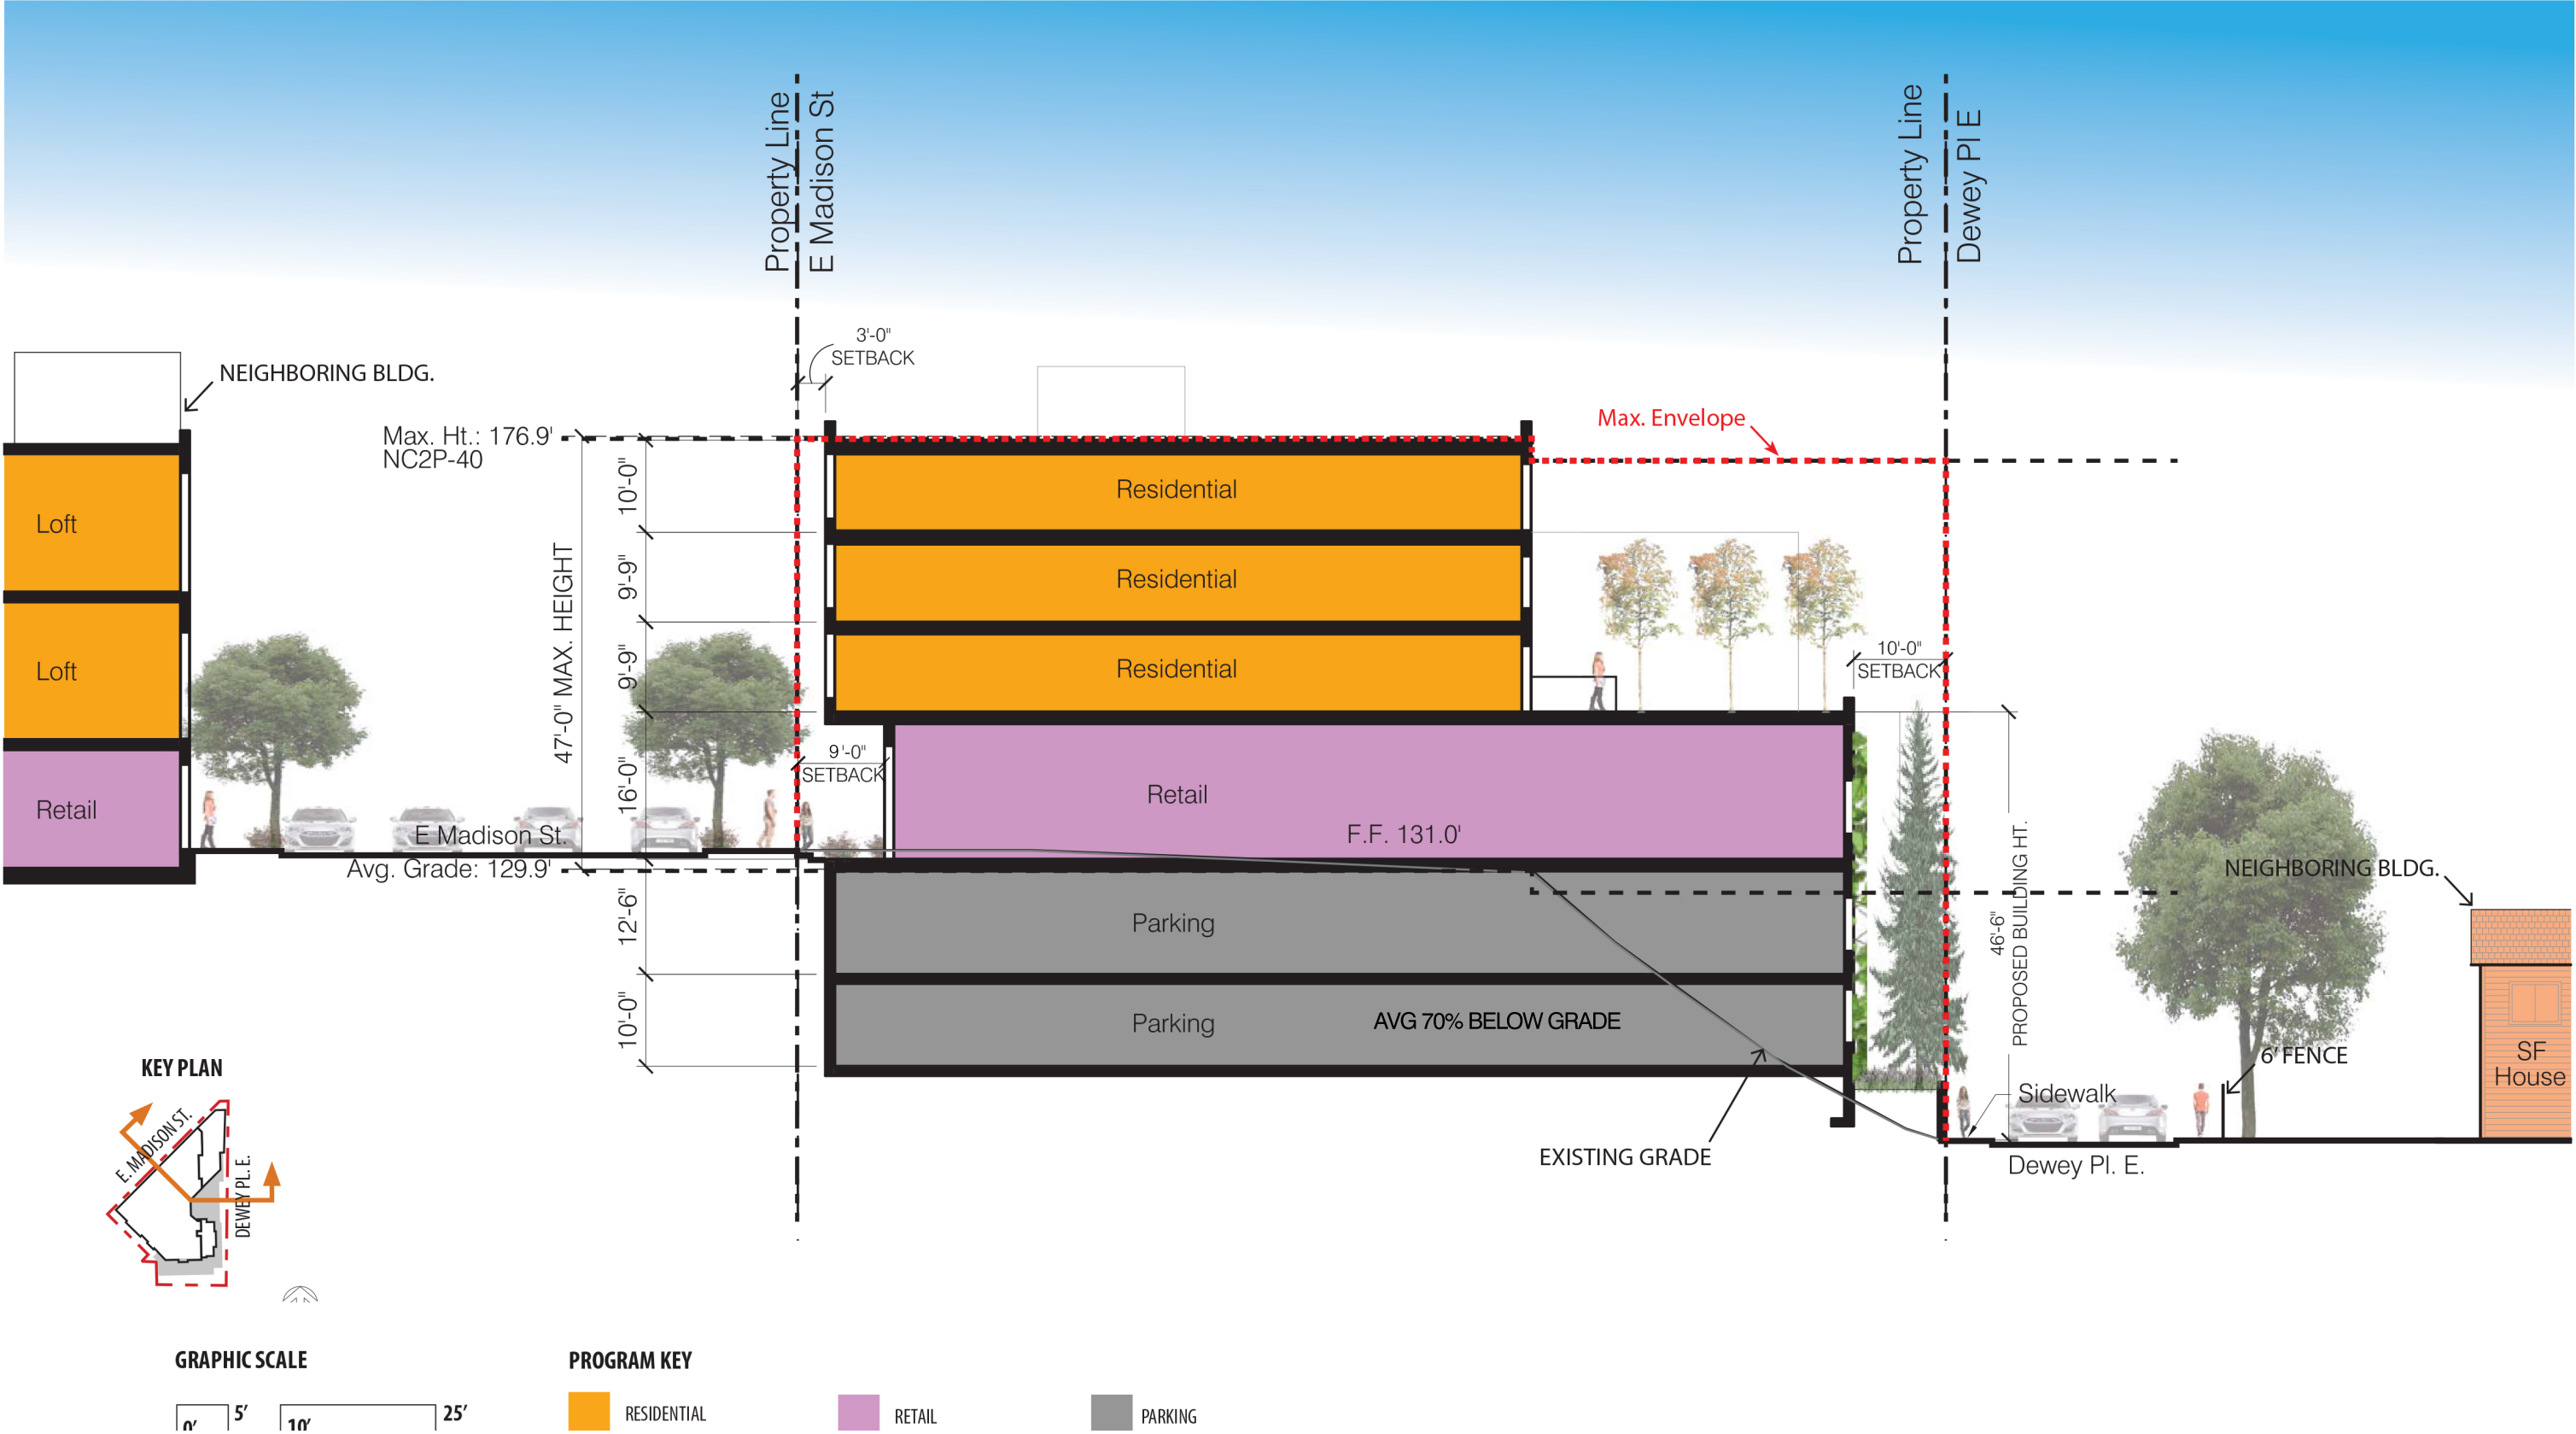 Property Line
E Madison St
Property Line
Dewey Pl E
3'-0"
SETBACK
NEIGHBORING BLDG.
Max. Envelope
Max. Ht.: 176.9'
NC2P-40
10'-0"
Residential
Loft
47'-0" MAX. HEIGHT
9'-9"
Residential
Loft
9'-9"
Residential
10'-0"
SETBACK
9'-0"
SETBACK
Retail
16'-0"
Retail
F.F. 131.0'
E Madison St.
Avg. Grade: 129.9'
NEIGHBORING BLDG.
12'-6"
Parking
46'-6"
PROPOSED BUILDING HT.
10'-0"
Parking
AVG 70% BELOW GRADE
SF
House
6' FENCE
Sidewalk
EXISTING GRADE
Dewey Pl. E.
KEY PLAN
E. MADISON ST.
DEWEY PL. E.
GRAPHIC SCALE
0'
5'
10'
25'
PROGRAM KEY
RESIDENTIAL
RETAIL
PARKING